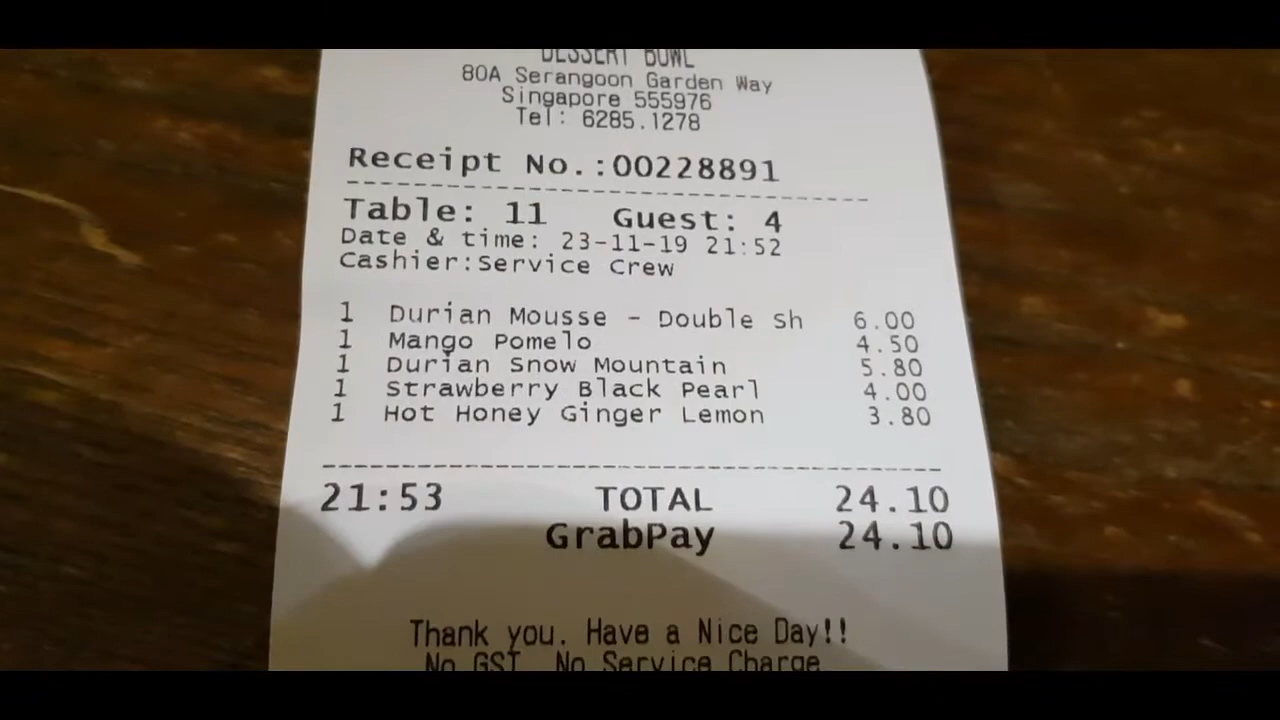 DESSERT BOWL
80A Serangoon Garden Way
Singapore 555976
Tel: 6285.1278
Receipt No.:00228891
Table: 11 Guest: 4
Date & time: 23-11-19 21:52
Cashier:Service Crew
1 Durian Mousse - Double Sh 6.00
1 Mango Pomelo 4.50
1 Durian Snow Mountain 5.80
1 Strawberry Black Pearl 4.00
1 Hot Honey Ginger Lemon 3.80
21:53 TOTAL 24.10
GrabPay 24.10
Thank you. Have a Nice Day!!
No GST No Service Charge